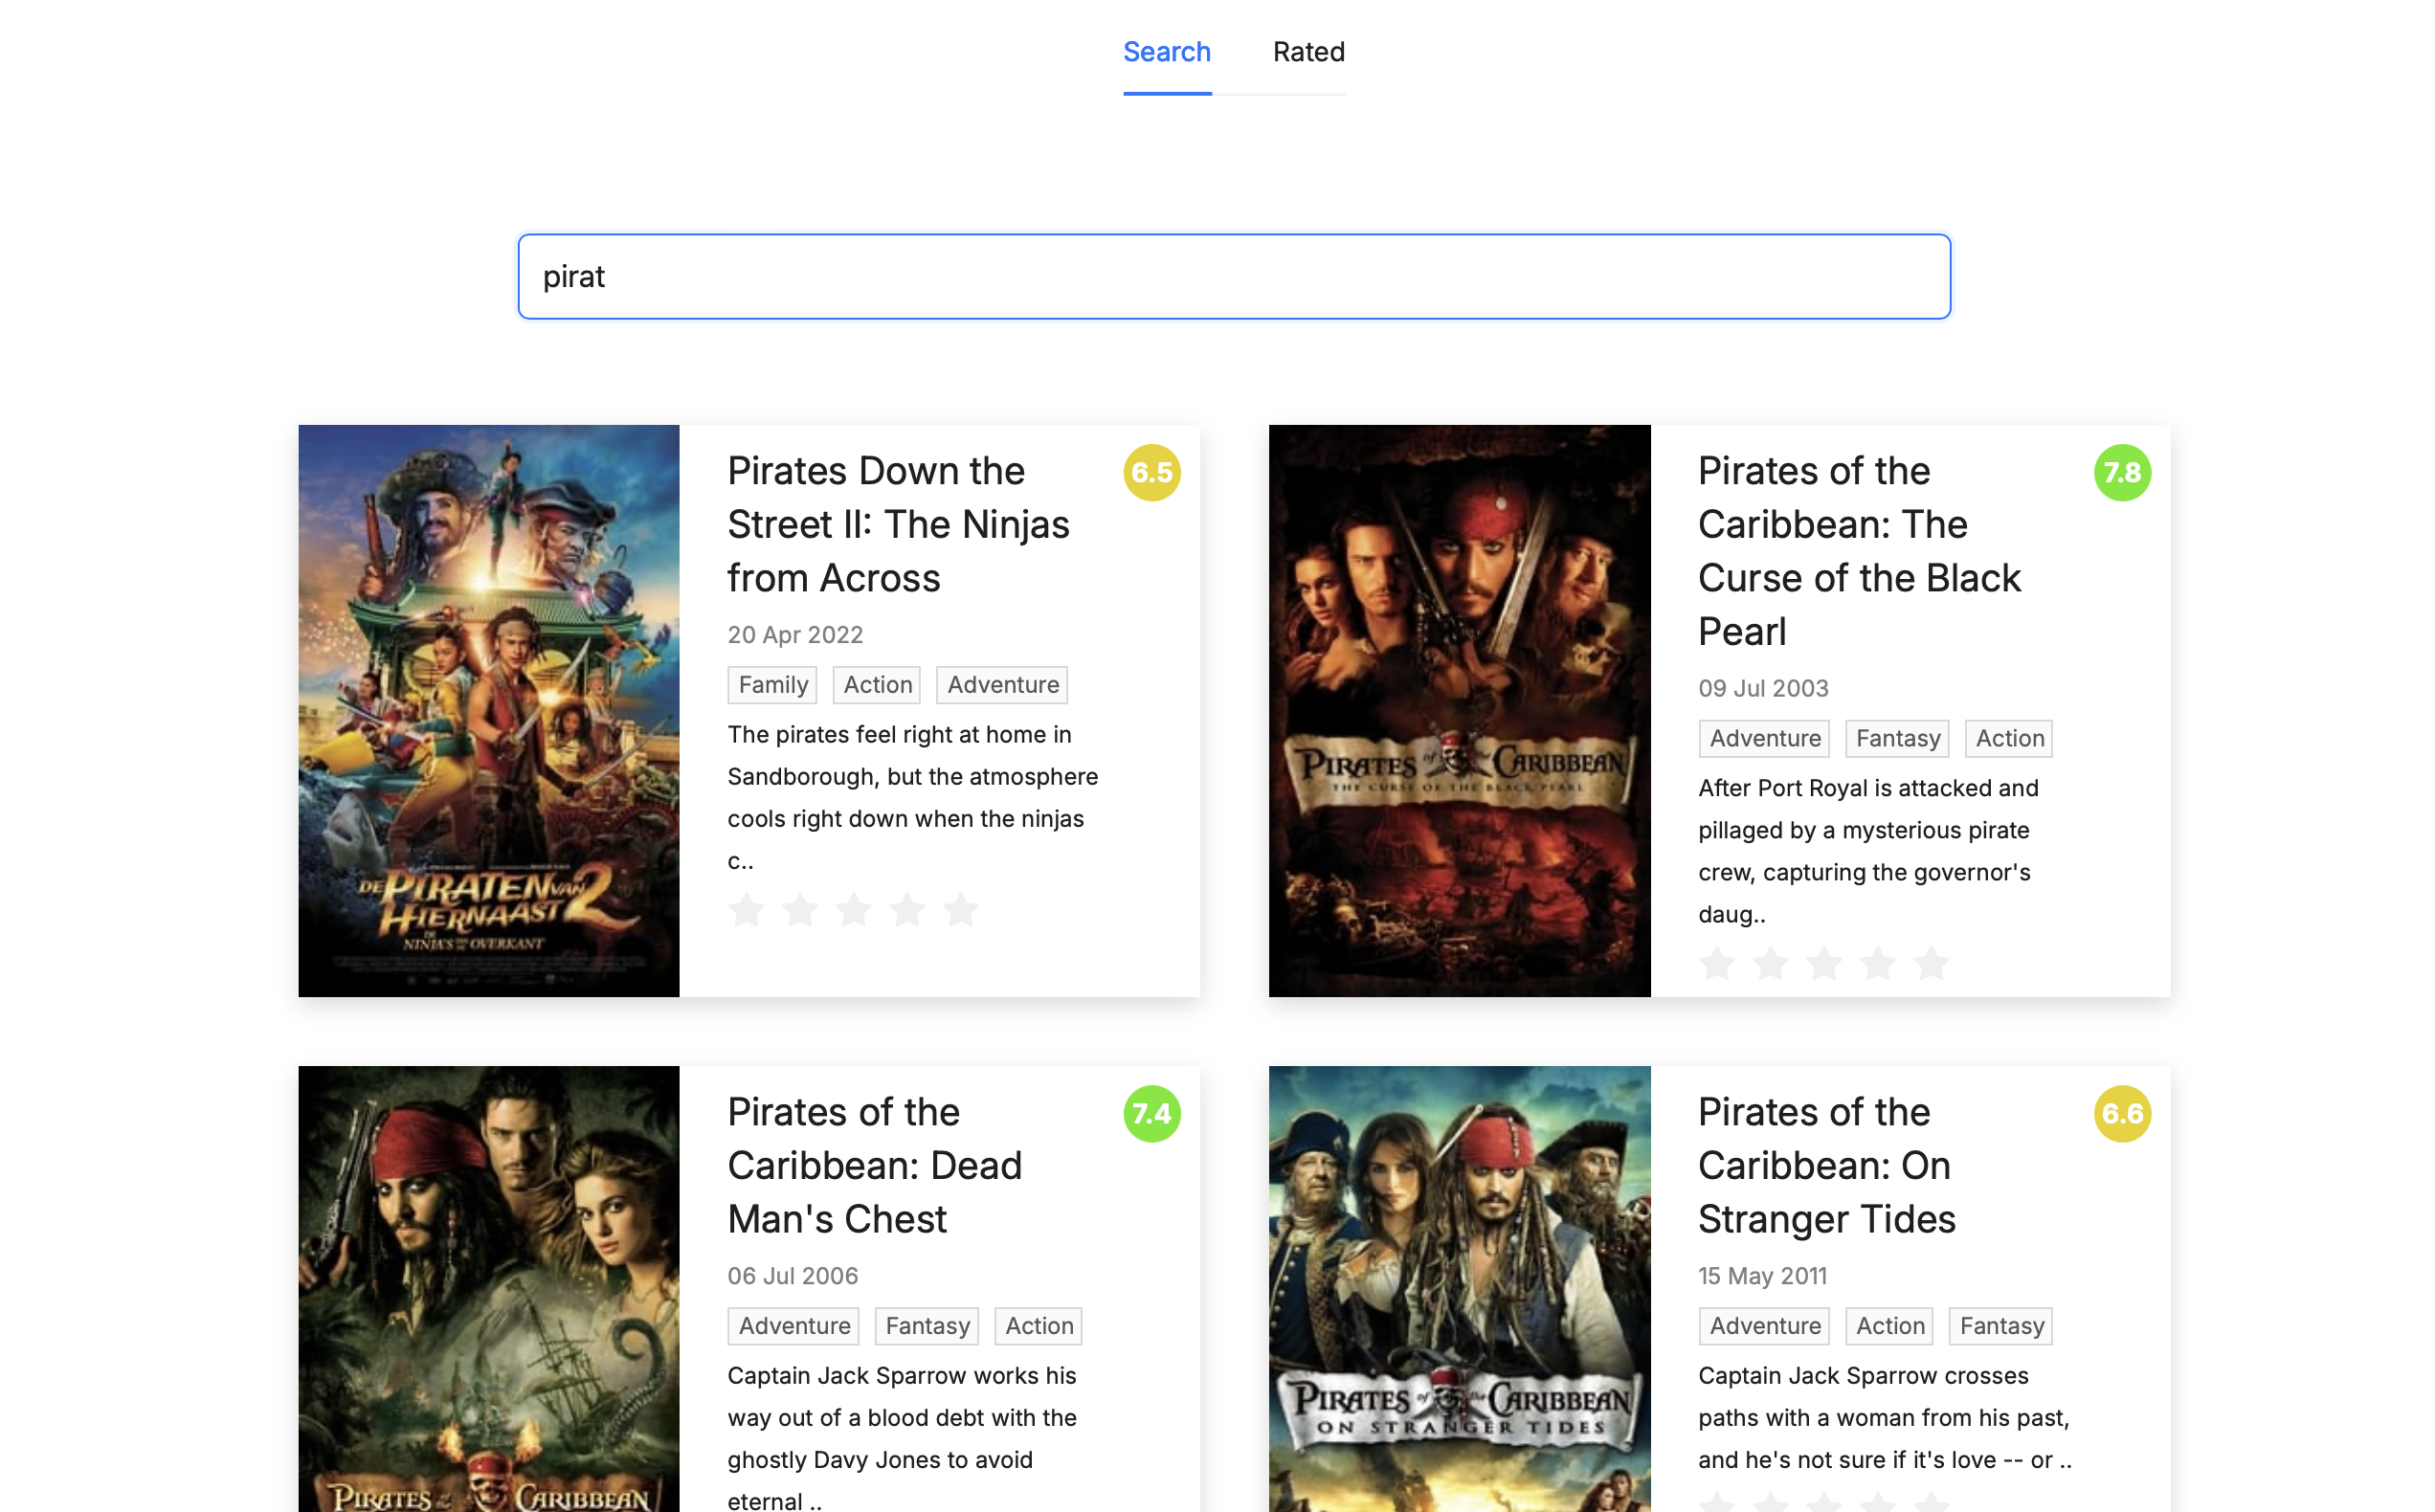 Search
Rated
pirat
Pirates Down the
Street II: The Ninjas
from Across
6.5
20 Apr 2022
Family
Action
Adventure
The pirates feel right at home in
Sandborough, but the atmosphere
cools right down when the ninjas
c..
DE PIRATEN VAN
HIERNAAST 2
DE
NINJA'S VAN DE OVERKANT
Pirates of the
Caribbean: The
Curse of the Black
Pearl
7.8
09 Jul 2003
Adventure
Fantasy
Action
After Port Royal is attacked and
pillaged by a mysterious pirate
crew, capturing the governor's
daug..
PIRATES of the CARIBBEAN
THE CURSE OF THE BLACK PEARL
Pirates of the
Caribbean: Dead
Man's Chest
7.4
06 Jul 2006
Adventure
Fantasy
Action
Captain Jack Sparrow works his
way out of a blood debt with the
ghostly Davy Jones to avoid
eternal ..
PIRATES of the CARIBBEAN
Pirates of the
Caribbean: On
Stranger Tides
6.6
15 May 2011
Adventure
Action
Fantasy
Captain Jack Sparrow crosses
paths with a woman from his past,
and he's not sure if it's love -- or ..
PIRATES of the CARIBBEAN
ON STRANGER TIDES